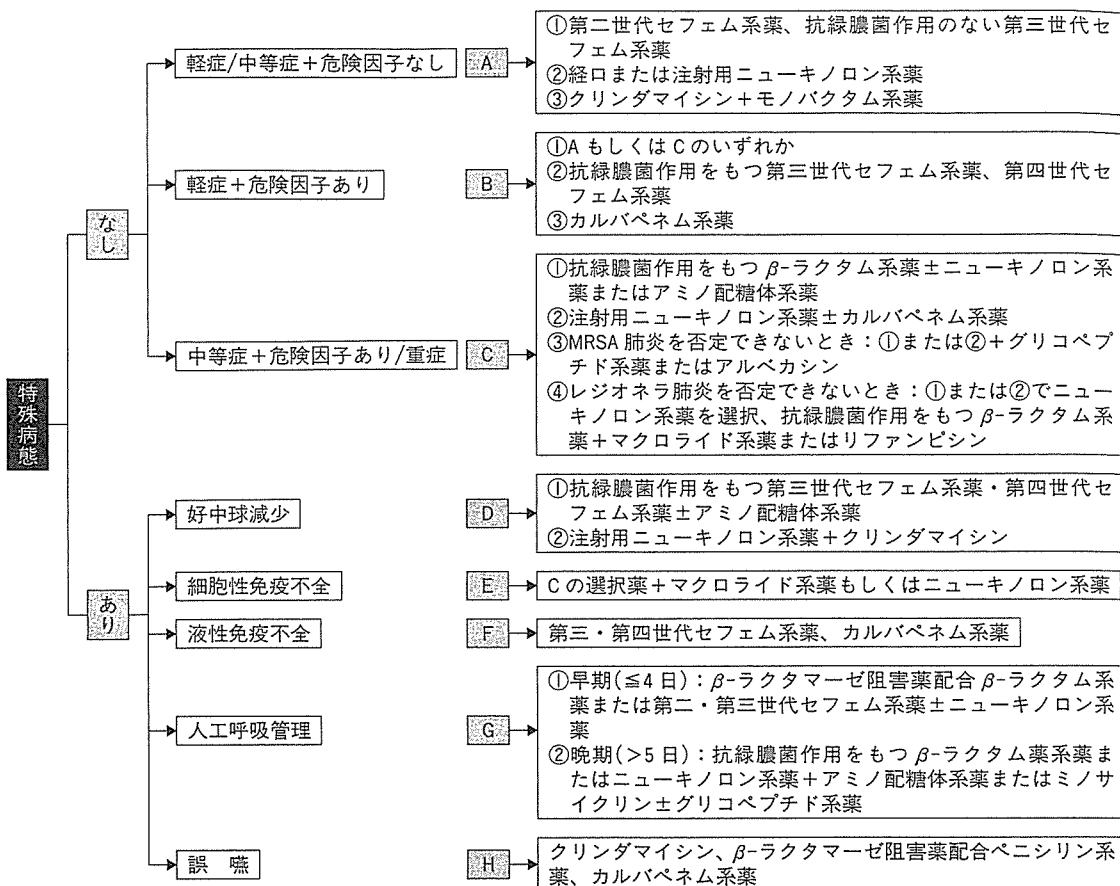 特殊病態
なし
軽症/中等症+危険因子なし
A
①第二世代セフェム系薬、抗緑膿菌作用のない第三世代セ
フェム系薬
②経口または注射用ニューキノロン系薬
③クリンダマイシン+モノバクタム系薬
軽症+危険因子あり
B
①AもしくはCのいずれか
②抗緑膿菌作用をもつ第三世代セフェム系薬、第四世代セ
フェム系薬
③カルバペネム系薬
中等症+危険因子あり/重症
C
①抗緑膿菌作用をもつβ-ラクタム系薬±ニューキノロン系
薬またはアミノ配糖体系薬
②注射用ニューキノロン系薬±カルバペネム系薬
③MRSA肺炎を否定できないとき:①または②+グリコペプ
チド系薬またはアルベカシン
④レジオネラ肺炎を否定できないとき:①または②でニュー
キノロン系薬を選択、抗緑膿菌作用をもつβ-ラクタム系
薬+マクロライド系薬またはリファンピシン
あり
好中球減少
D
①抗緑膿菌作用をもつ第三世代セフェム系薬・第四世代セ
フェム系薬±アミノ配糖体系薬
②注射用ニューキノロン系薬+クリンダマイシン
細胞性免疫不全
E
Cの選択薬+マクロライド系薬もしくはニューキノロン系薬
液性免疫不全
F
第三・第四世代セフェム系薬、カルバペネム系薬
人工呼吸管理
G
①早期(≦4日):β-ラクタマーゼ阻害薬配合β-ラクタム系
薬または第二・第三世代セフェム系薬±ニューキノロン系
薬
②晩期(>5日):抗緑膿菌作用をもつβ-ラクタム薬系薬ま
たはニューキノロン系薬+アミノ配糖体系薬またはミノサ
イクリン±グリコペプチド系薬
誤 嚥
H
クリンダマイシン、β-ラクタマーゼ阻害薬配合ペニシリン系
薬、カルバペネム系薬